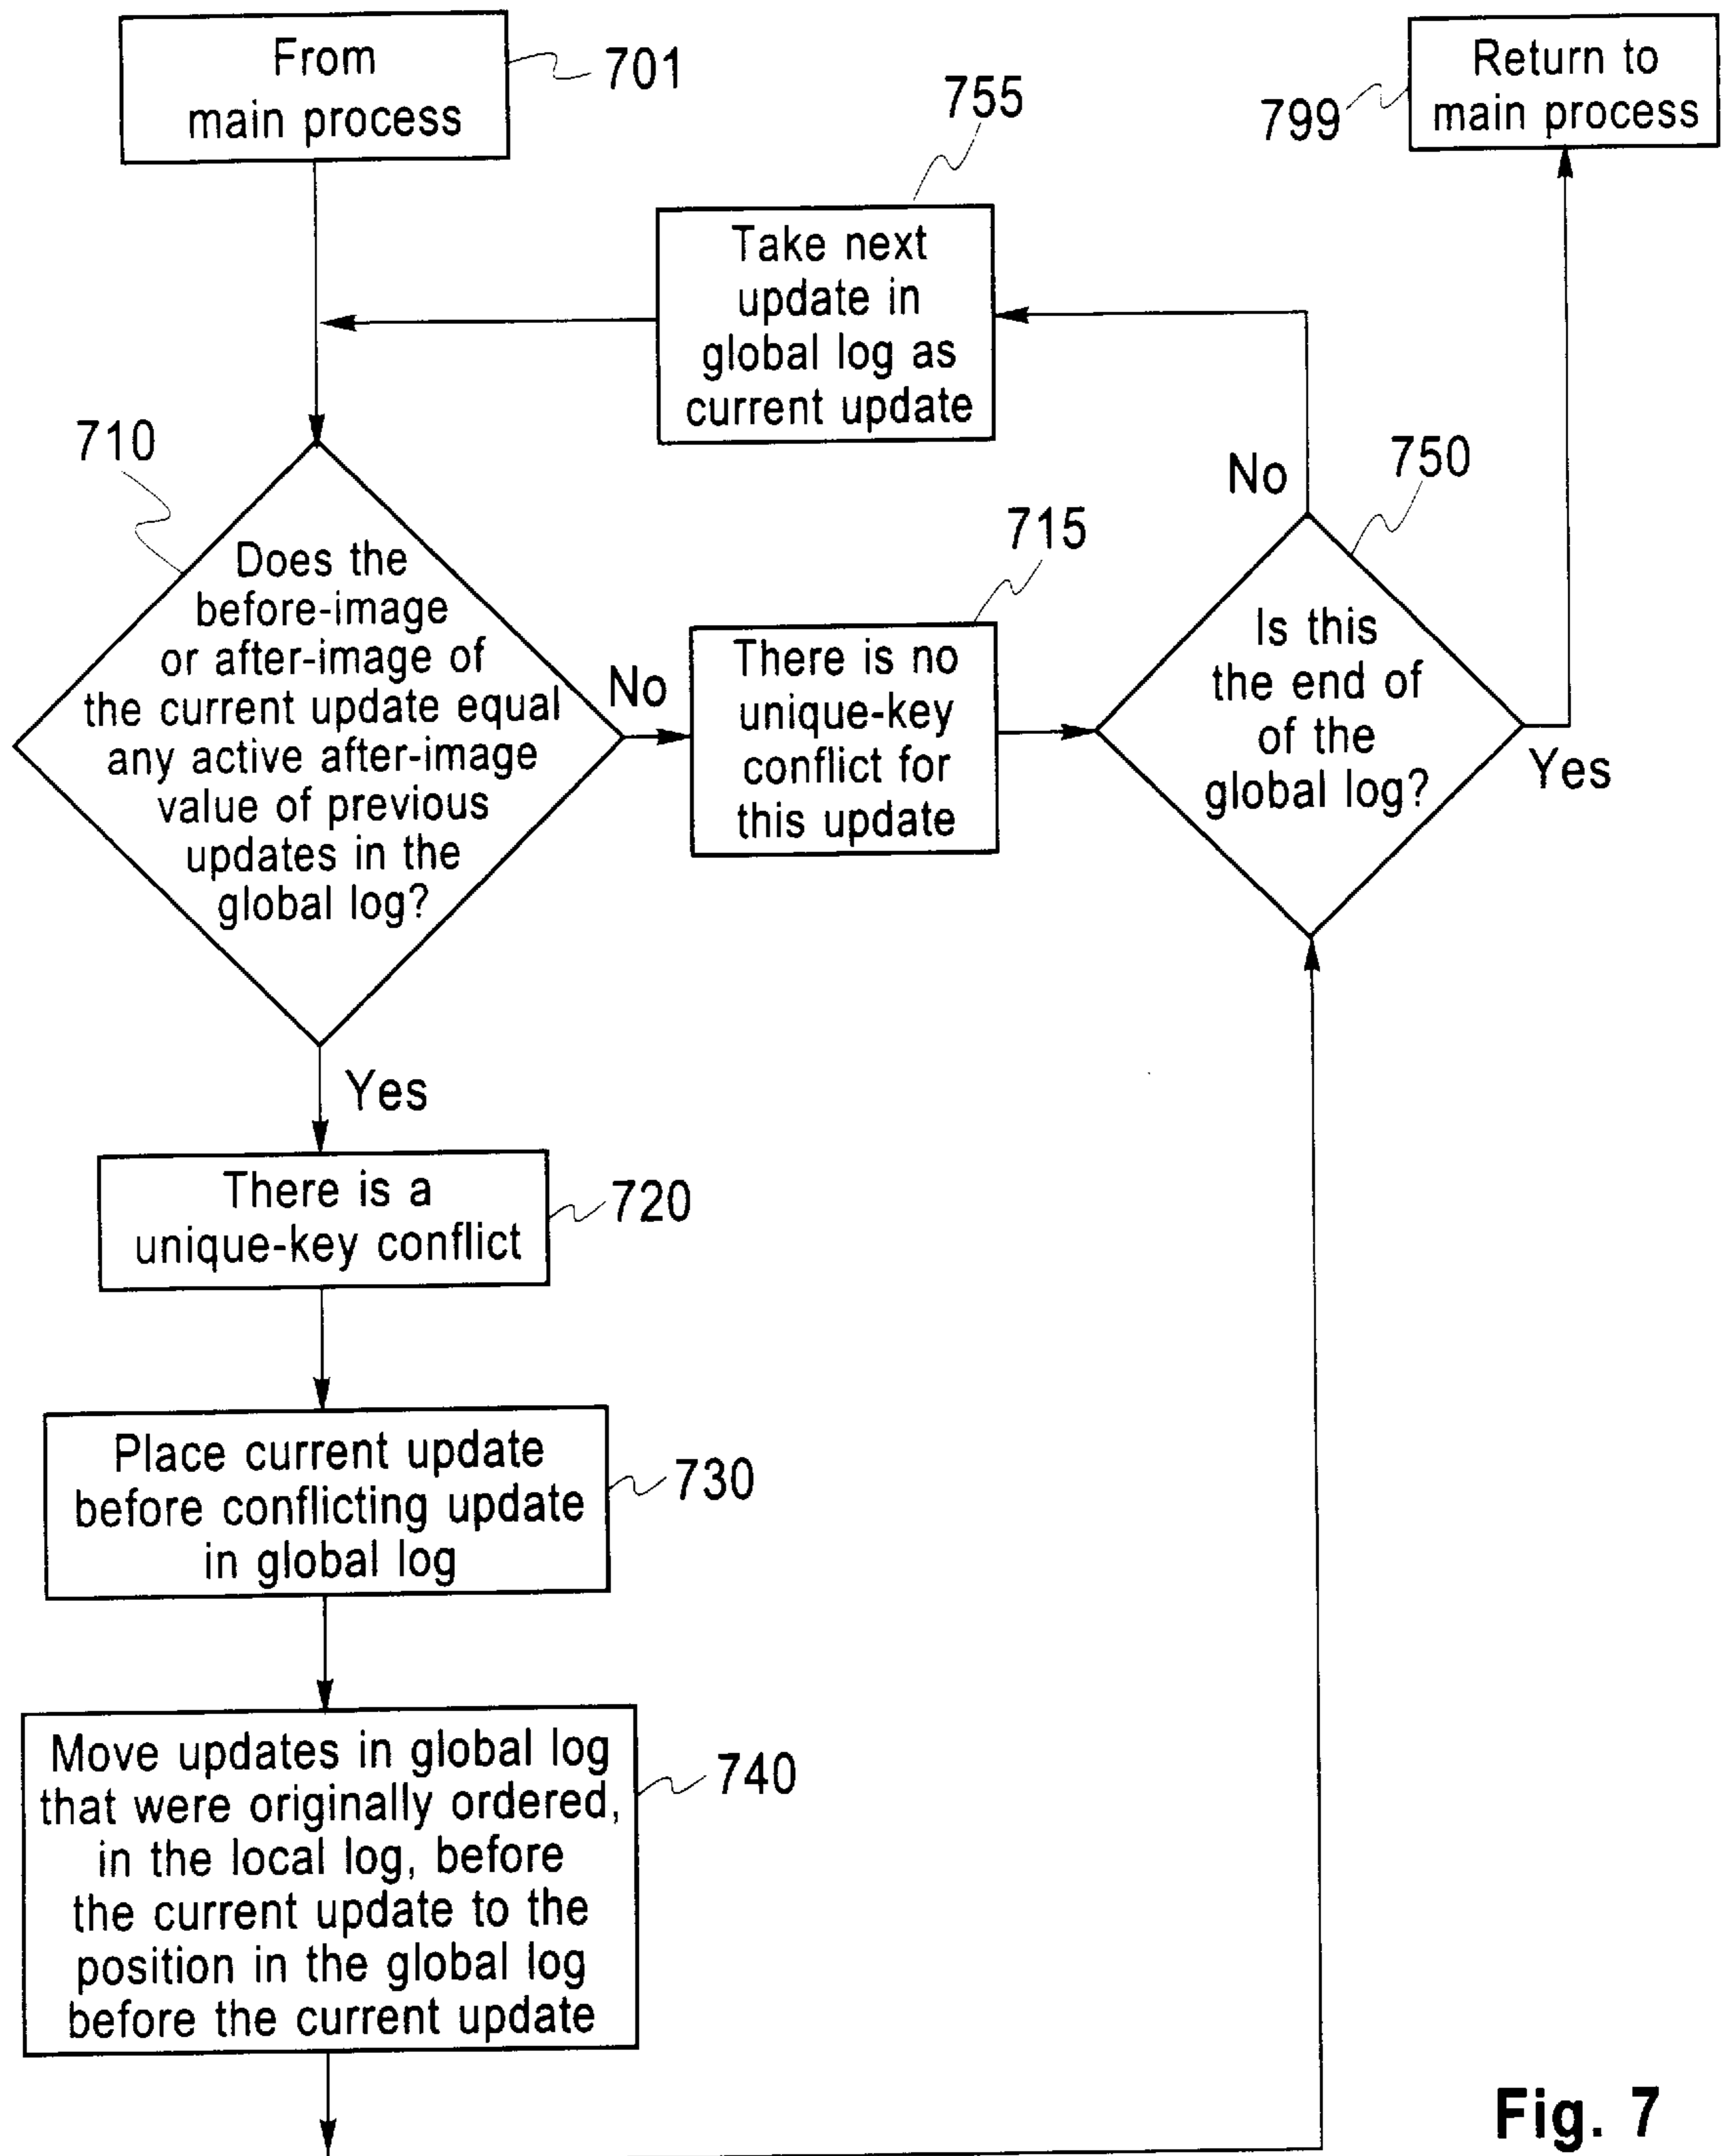 From
main process
701
Return to
main process
799
755
Take next
update in
global log as
current update
710
Does the
before-image
or after-image of
the current update equal
any active after-image
value of previous
updates in the
global log?
No
715
There is no
unique-key
conflict for
this update
No
750
Is this
the end of
of the
global log?
Yes
Yes
There is a
unique-key conflict
720
Place current update
before conflicting update
in global log
730
Move updates in global log
that were originally ordered,
in the local log, before
the current update to the
position in the global log
before the current update
740
Fig. 7